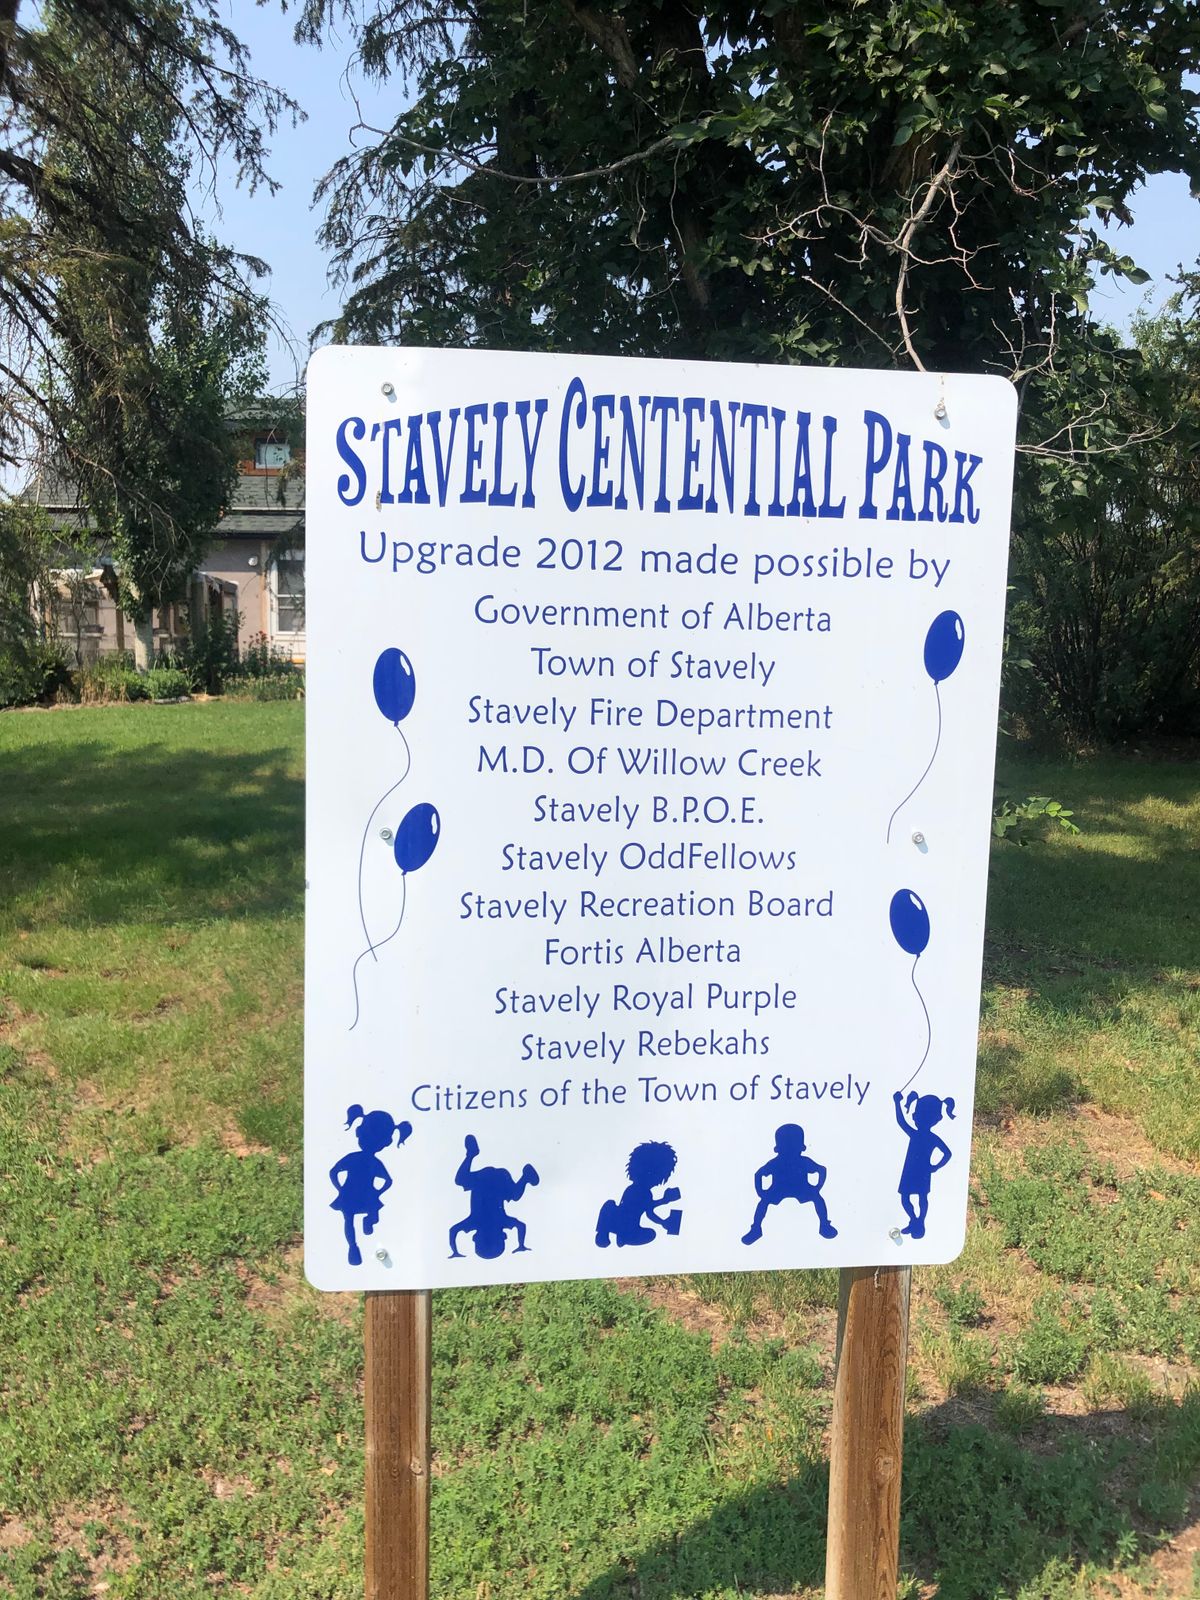 Stavely Centential Park
Upgrade 2012 made possible by
Government of Alberta
Town of Stavely
Stavely Fire Department
M.D. Of Willow Creek
Stavely B.P.O.E.
Stavely OddFellows
Stavely Recreation Board
Fortis Alberta
Stavely Royal Purple
Stavely Rebekahs
Citizens of the Town of Stavely